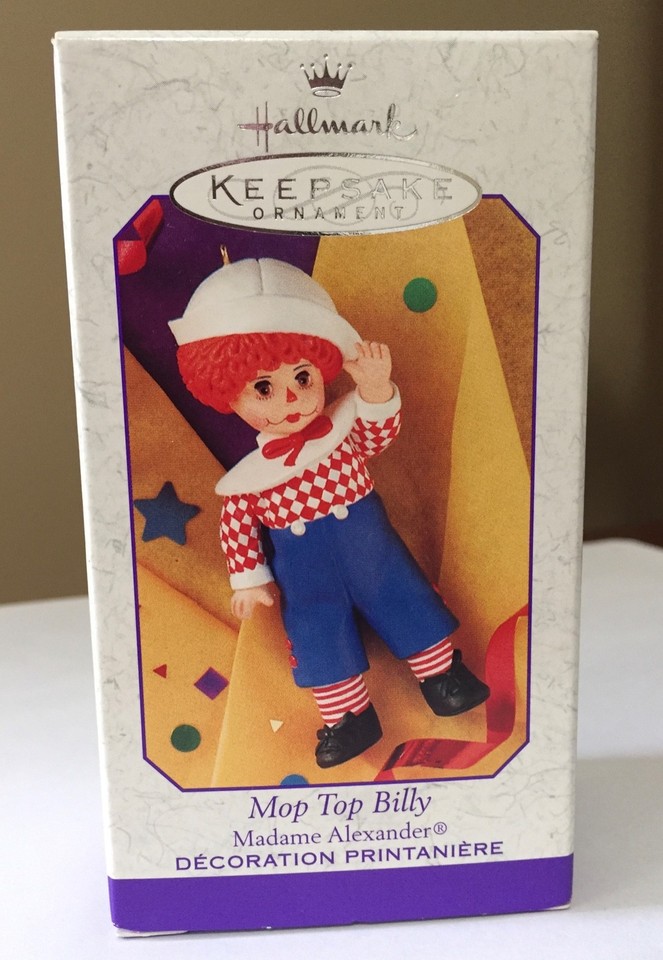 Hallmark
KEEPSAKE
ORNAMENT
Mop Top Billy
Madame Alexander®
DÉCORATION PRINTANIÈRE